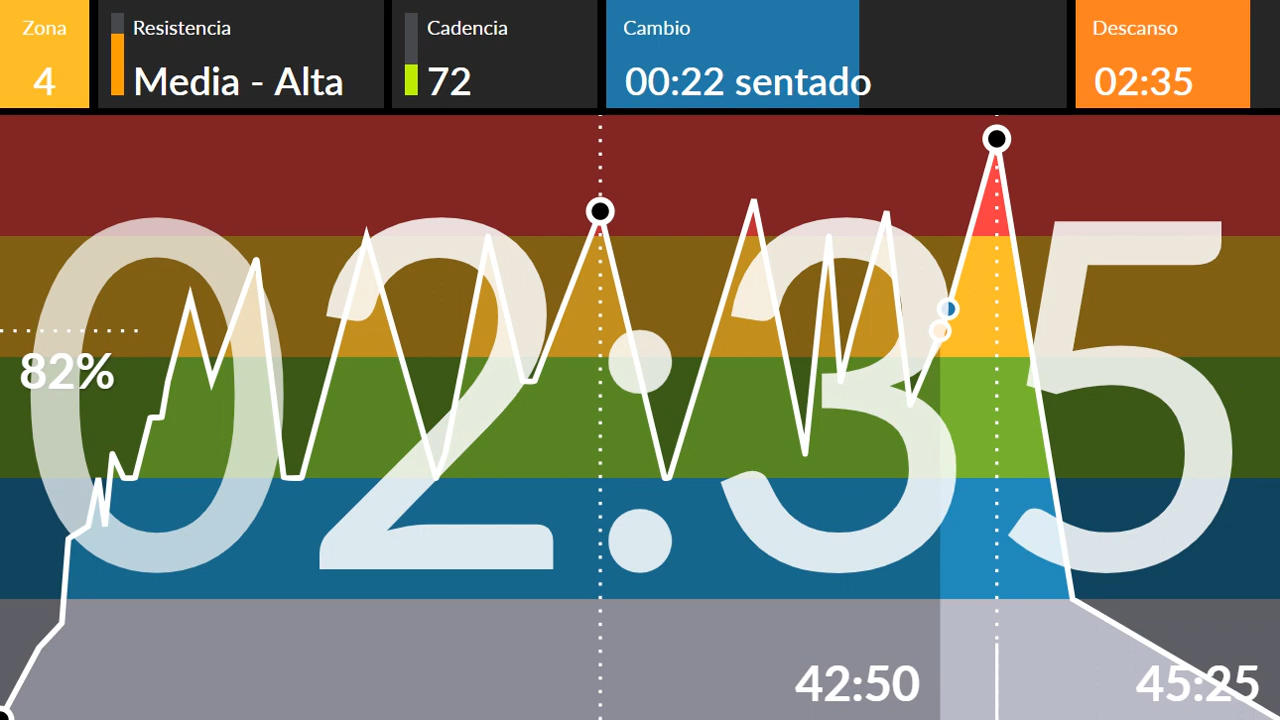 Zona
4
Resistencia
Media - Alta
Cadencia
72
Cambio
00:22 sentado
Descanso
02:35
02:35
82%
42:50
45:25